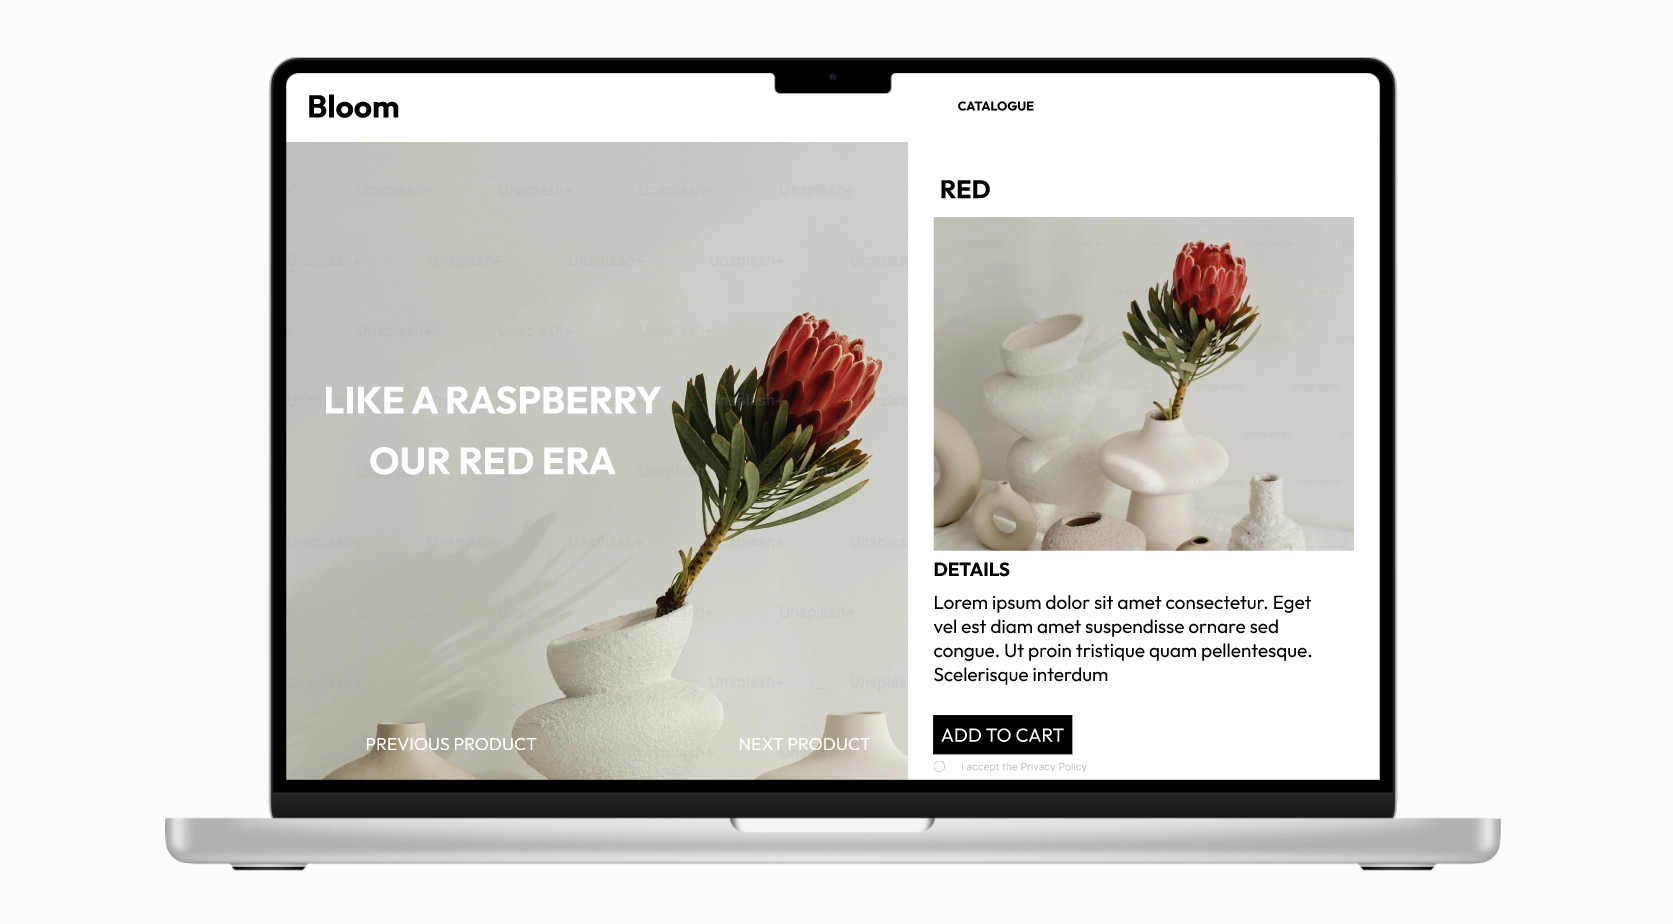 Bloom
CATALOGUE
LIKE A RASPBERRY
OUR RED ERA
PREVIOUS PRODUCT
NEXT PRODUCT
RED
DETAILS
Lorem ipsum dolor sit amet consectetur. Eget
vel est diam amet suspendisse ornare sed
congue. Ut proin tristique quam pellentesque.
Scelerisque interdum
ADD TO CART
I accept the Privacy Policy
Unsplash+